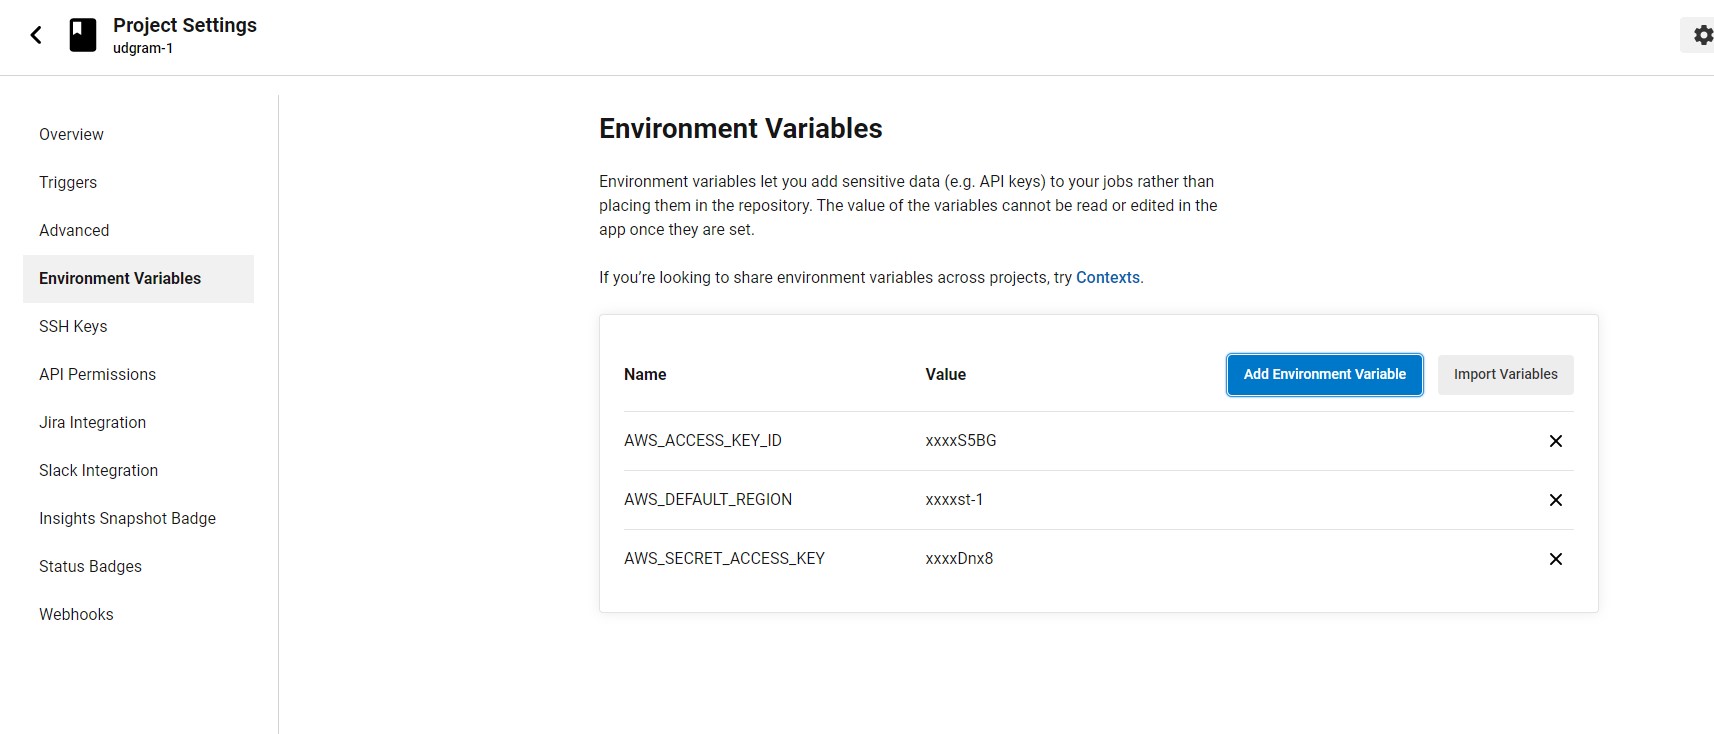 Project Settings
udgram-1
Overview
Triggers
Advanced
Environment Variables
SSH Keys
API Permissions
Jira Integration
Slack Integration
Insights Snapshot Badge
Status Badges
Webhooks
Environment Variables
Environment variables let you add sensitive data (e.g. API keys) to your jobs rather than
placing them in the repository. The value of the variables cannot be read or edited in the
app once they are set.
If you’re looking to share environment variables across projects, try Contexts.
Name Value Add Environment Variable Import Variables
AWS_ACCESS_KEY_ID xxxxS5BG
AWS_DEFAULT_REGION xxxxst-1
AWS_SECRET_ACCESS_KEY xxxxDnx8